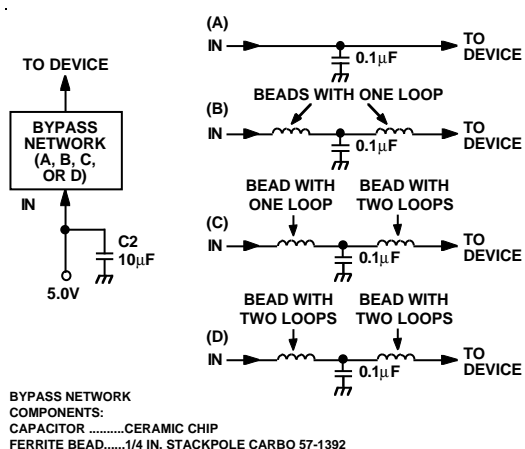 TO DEVICE
BYPASS
NETWORK
(A, B, C,
OR D)
IN
C2
10μF
5.0V
(A)
IN
0.1μF
TO
DEVICE
BEADS WITH ONE LOOP
(B)
IN
0.1μF
TO
DEVICE
BEAD WITH
ONE LOOP
BEAD WITH
TWO LOOPS
(C)
IN
0.1μF
TO
DEVICE
BEAD WITH
TWO LOOPS
BEAD WITH
TWO LOOPS
(D)
IN
0.1μF
TO
DEVICE
BYPASS NETWORK
COMPONENTS:
CAPACITOR ..........CERAMIC CHIP
FERRITE BEAD......1/4 IN. STACKPOLE CARBO 57-1392